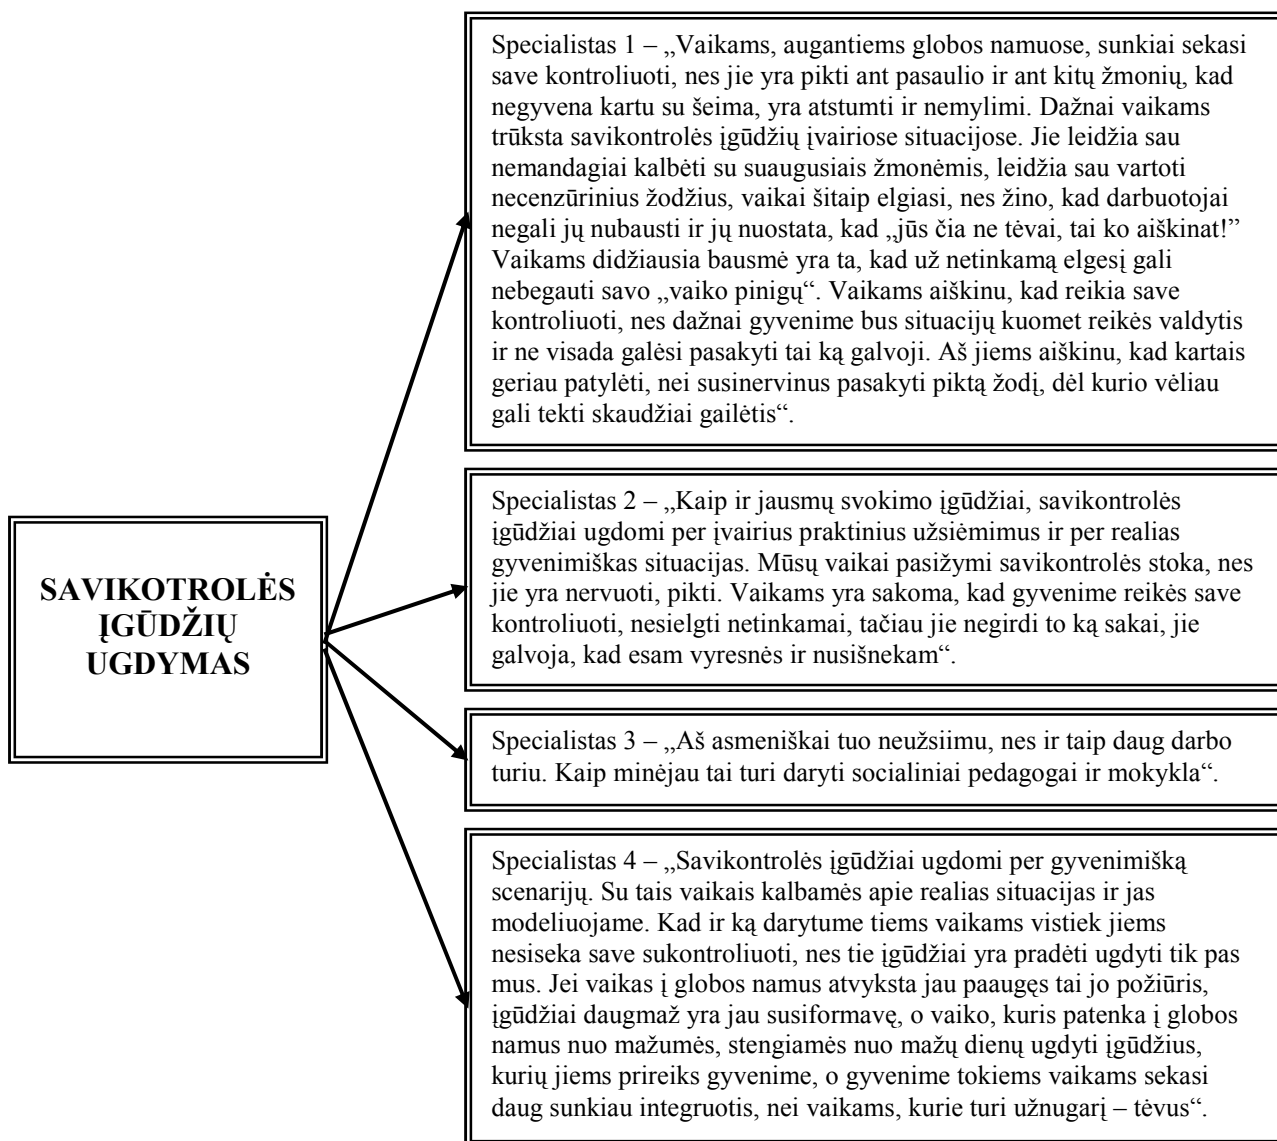 SAVIKOTROLĖS
ĮGŪDŽIŲ
UGDYMAS
Specialistas 1 – „Vaikams, augantiems globos namuose, sunkiai sekasi
save kontroliuoti, nes jie yra pikti ant pasaulio ir ant kitų žmonių, kad
negyvena kartu su šeima, yra atstumti ir nemylimi. Dažnai vaikams
trūksta savikontrolės įgūdžių įvairiose situacijose. Jie leidžia sau
nemandagiai kalbėti su suaugusiais žmonėmis, leidžia sau vartoti
necenzūrinius žodžius, vaikai šitaip elgiasi, nes žino, kad darbuotojai
negali jų nubausti ir jų nuostata, kad „jūs čia ne tėvai, tai ko aiškinat!”
Vaikams didžiausia bausmė yra ta, kad už netinkamą elgesį gali
nebegauti savo „vaiko pinigų“. Vaikams aiškinu, kad reikia save
kontroliuoti, nes dažnai gyvenime bus situacijų kuomet reikės valdytis
ir ne visada galėsi pasakyti tai ką galvoji. Aš jiems aiškinu, kad kartais
geriau patylėti, nei susinervinus pasakyti piktą žodį, dėl kurio vėliau
gali tekti skaudžiai gailėtis“.
Specialistas 2 – „Kaip ir jausmų svokimo įgūdžiai, savikontrolės
įgūdžiai ugdomi per įvairius praktinius užsiėmimus ir per realias
gyvenimiškas situacijas. Mūsų vaikai pasižymi savikontrolės stoka, nes
jie yra nervuoti, pikti. Vaikams yra sakoma, kad gyvenime reikės save
kontroliuoti, nesielgti netinkamai, tačiau jie negirdi to ką sakai, jie
galvoja, kad esam vyresnės ir nusišnekam“.
Specialistas 3 – „Aš asmeniškai tuo neužsiimu, nes ir taip daug darbo
turiu. Kaip minėjau tai turi daryti socialiniai pedagogai ir mokykla“.
Specialistas 4 – „Savikontrolės įgūdžiai ugdomi per gyvenimišką
scenarijų. Su tais vaikais kalbamės apie realias situacijas ir jas
modeliuojame. Kad ir ką darytume tiems vaikams vistiek jiems
nesiseka save sukontroliuoti, nes tie įgūdžiai yra pradėti ugdyti tik pas
mus. Jei vaikas į globos namus atvyksta jau paaugęs tai jo požiūris,
įgūdžiai daugmaž yra jau susiformavę, o vaiko, kuris patenka į globos
namus nuo mažumės, stengiamės nuo mažų dienų ugdyti įgūdžius,
kurių jiems prireiks gyvenime, o gyvenime tokiems vaikams sekasi
daug sunkiau integruotis, nei vaikams, kurie turi užnugarį – tėvus“.